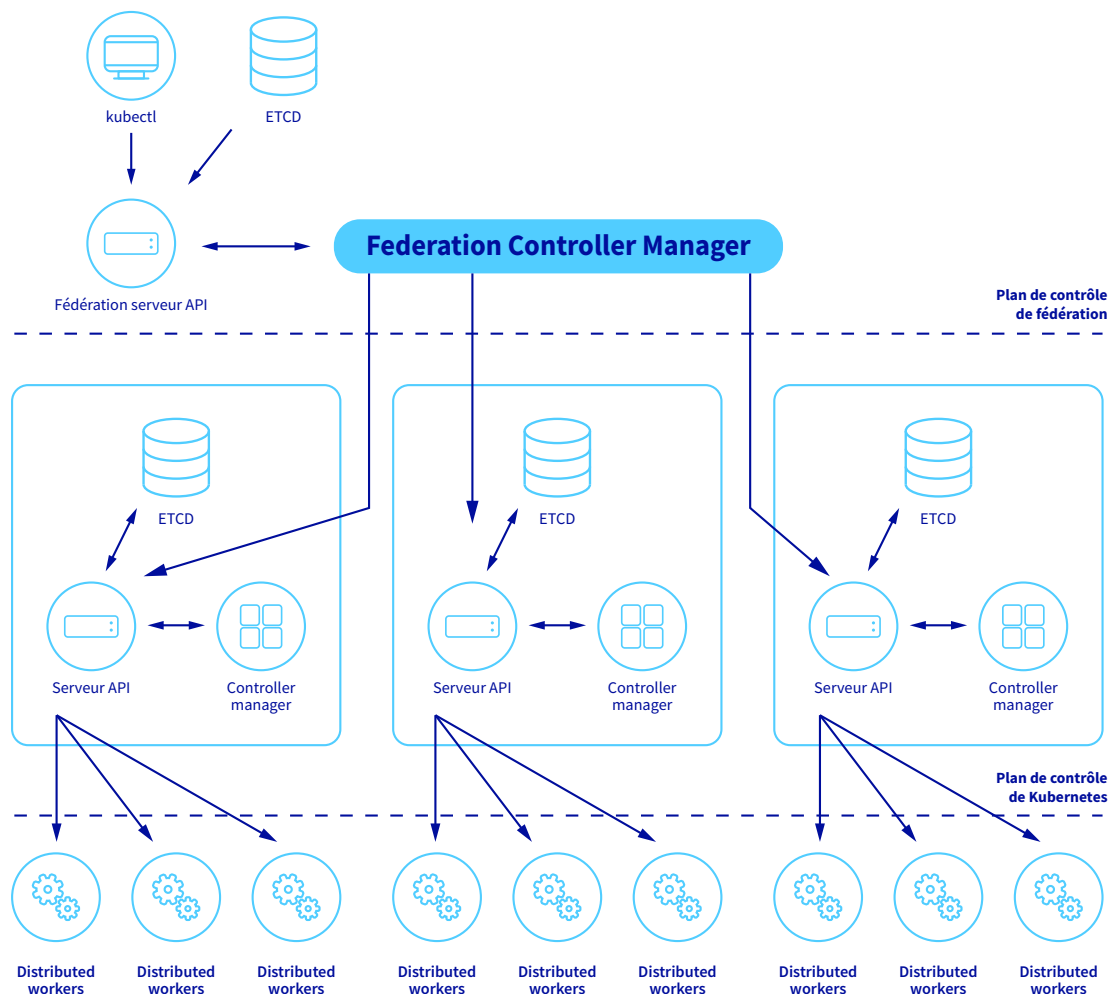 kubectl
ETCD
Fédération serveur API
Federation Controller Manager
Plan de contrôle
de fédération
ETCD
Serveur API
Controller
manager
ETCD
Serveur API
Controller
manager
ETCD
Serveur API
Controller
manager
Plan de contrôle
de Kubernetes
Distributed
workers
Distributed
workers
Distributed
workers
Distributed
workers
Distributed
workers
Distributed
workers
Distributed
workers
Distributed
workers
Distributed
workers